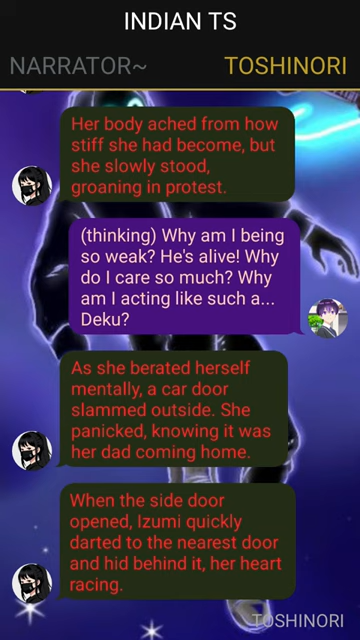 INDIAN TS
NARRATOR~ TOSHINORI
Her body ached from how
stiff she had become, but
she slowly stood,
groaning in protest.
(thinking) Why am I being
so weak? He's alive! Why
do I care so much? Why
am I acting like such a...
Deku?
As she berated herself
mentally, a car door
slammed outside. She
panicked, knowing it was
her dad coming home.
When the side door
opened, Izumi quickly
darted to the nearest door
and hid behind it, her heart
racing.
TOSHINORI